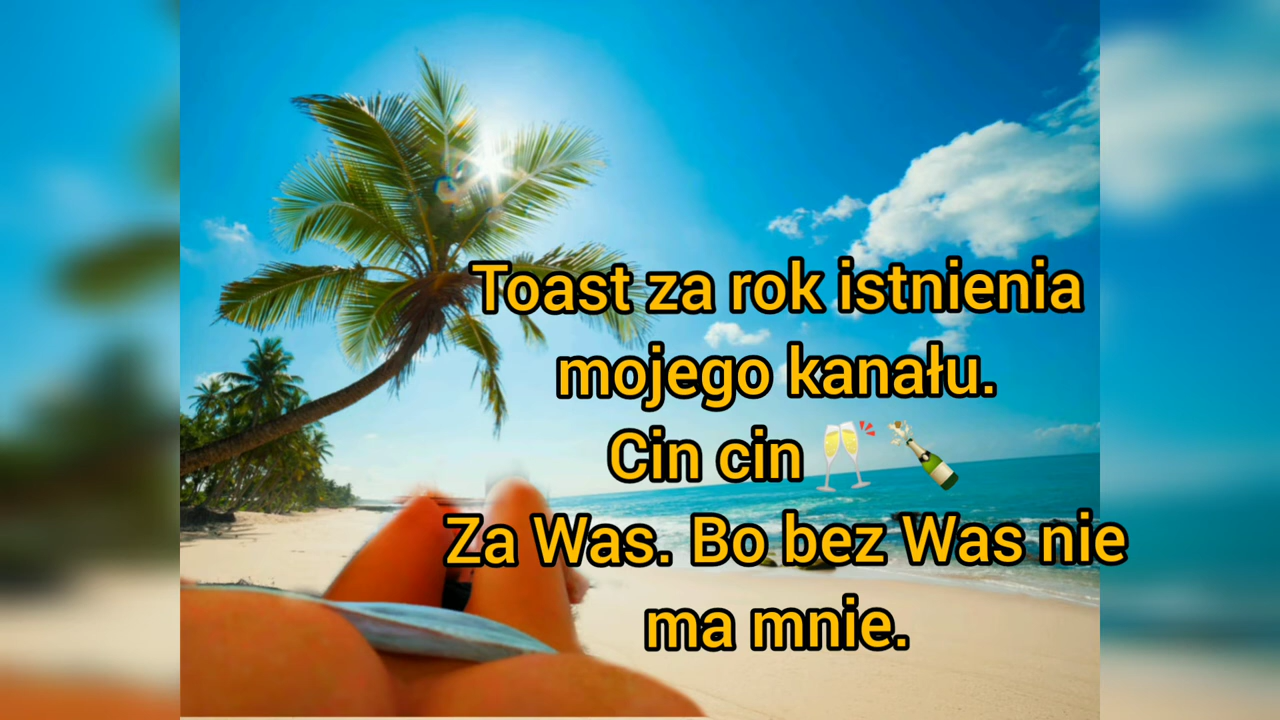 Toast za rok istnienia
mojego kanału.
Cin cin 🥂 🍾
Za Was. Bo bez Was nie
ma mnie.